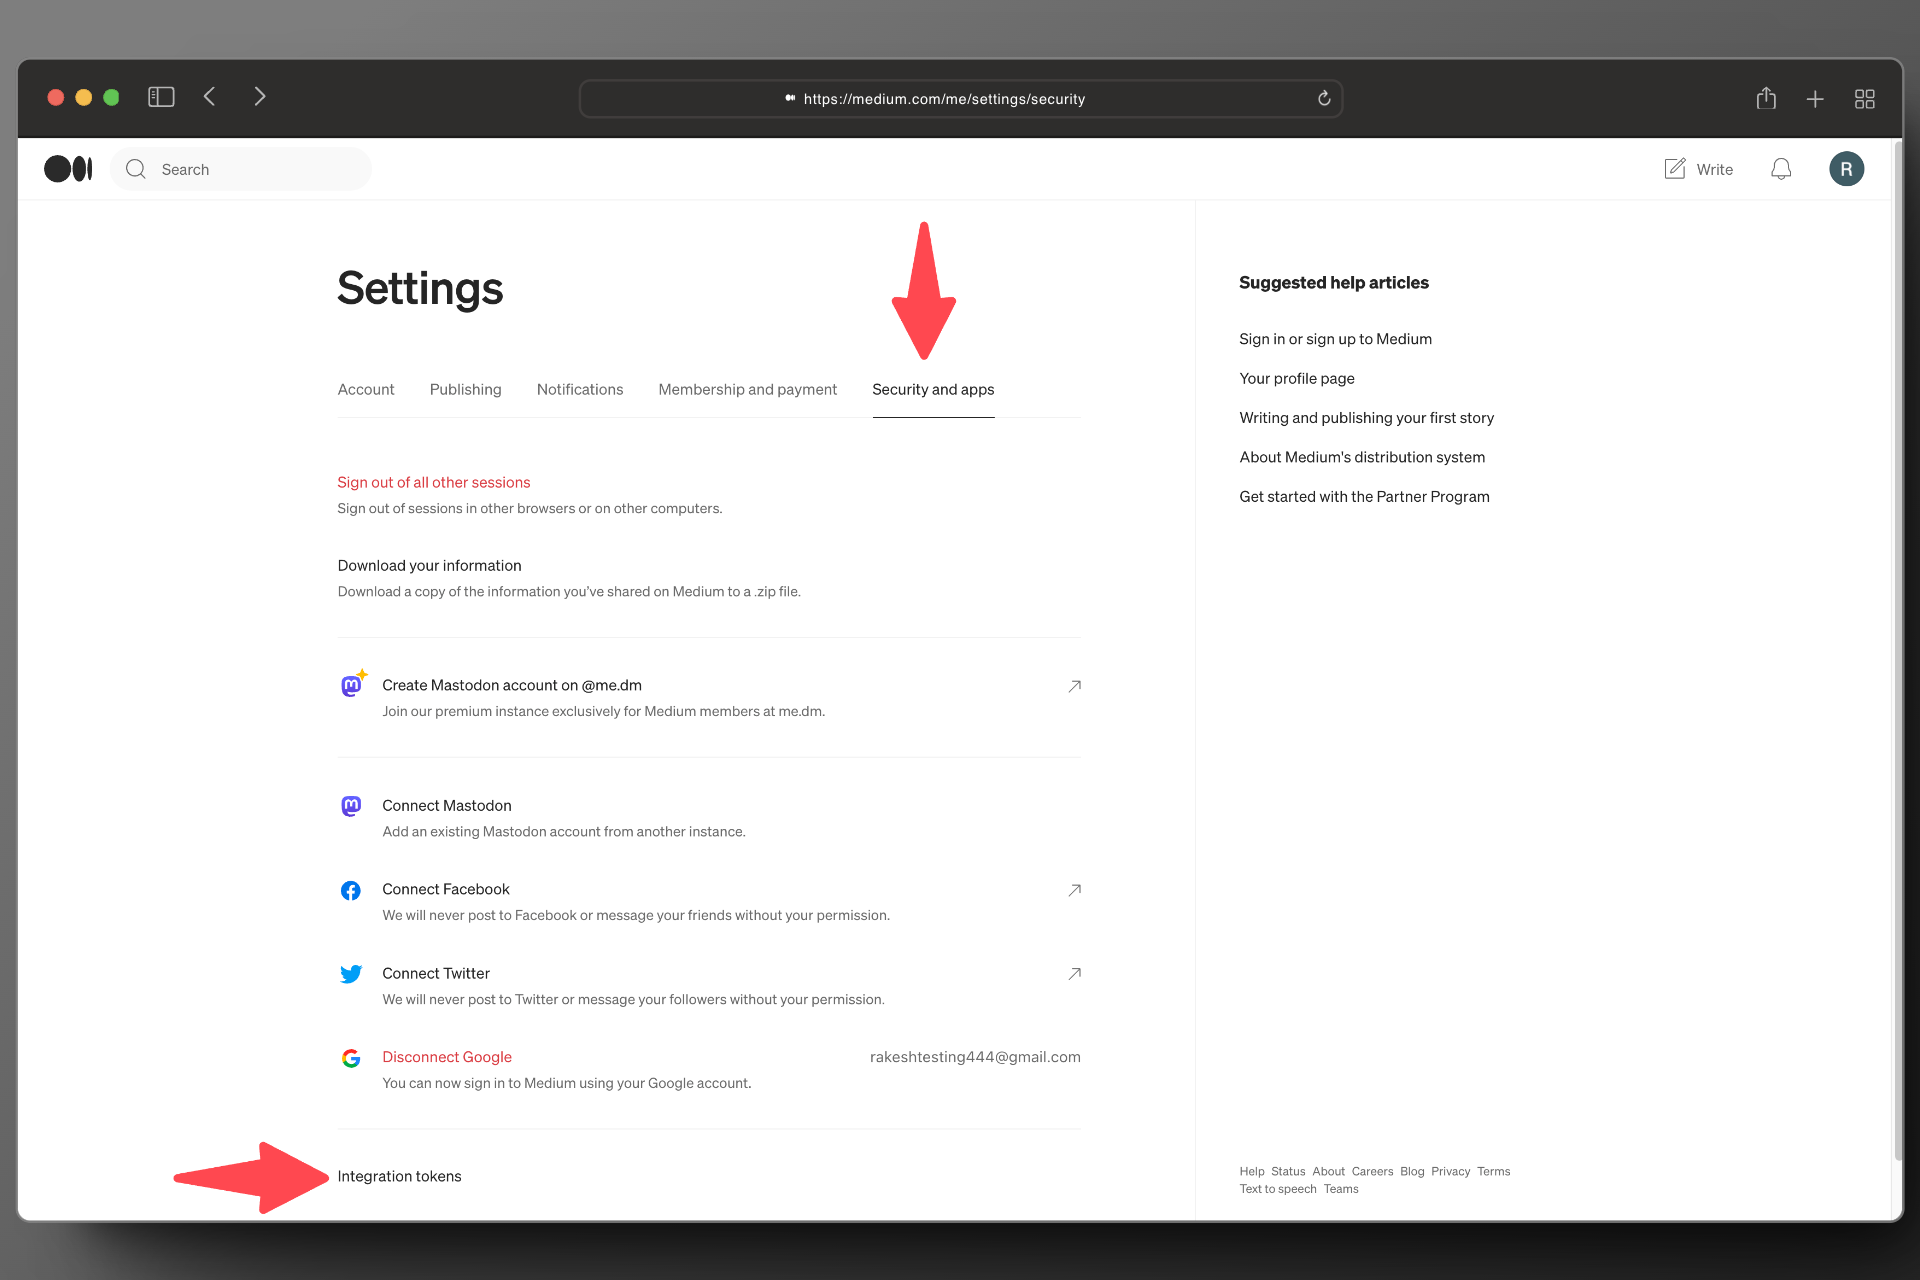 https://medium.com/me/settings/security
Search
Write
R
Settings
Account Publishing Notifications Membership and payment Security and apps
Sign out of all other sessions
Sign out of sessions in other browsers or on other computers.
Download your information
Download a copy of the information you've shared on Medium to a .zip file.
Create Mastodon account on @me.dm
Join our premium instance exclusively for Medium members at me.dm.
Connect Mastodon
Add an existing Mastodon account from another instance.
Connect Facebook
We will never post to Facebook or message your friends without your permission.
Connect Twitter
We will never post to Twitter or message your followers without your permission.
Disconnect Google rakeshtesting444@gmail.com
You can now sign in to Medium using your Google account.
Integration tokens
Suggested help articles
Sign in or sign up to Medium
Your profile page
Writing and publishing your first story
About Medium's distribution system
Get started with the Partner Program
Help Status About Careers Blog Privacy Terms
Text to speech Teams